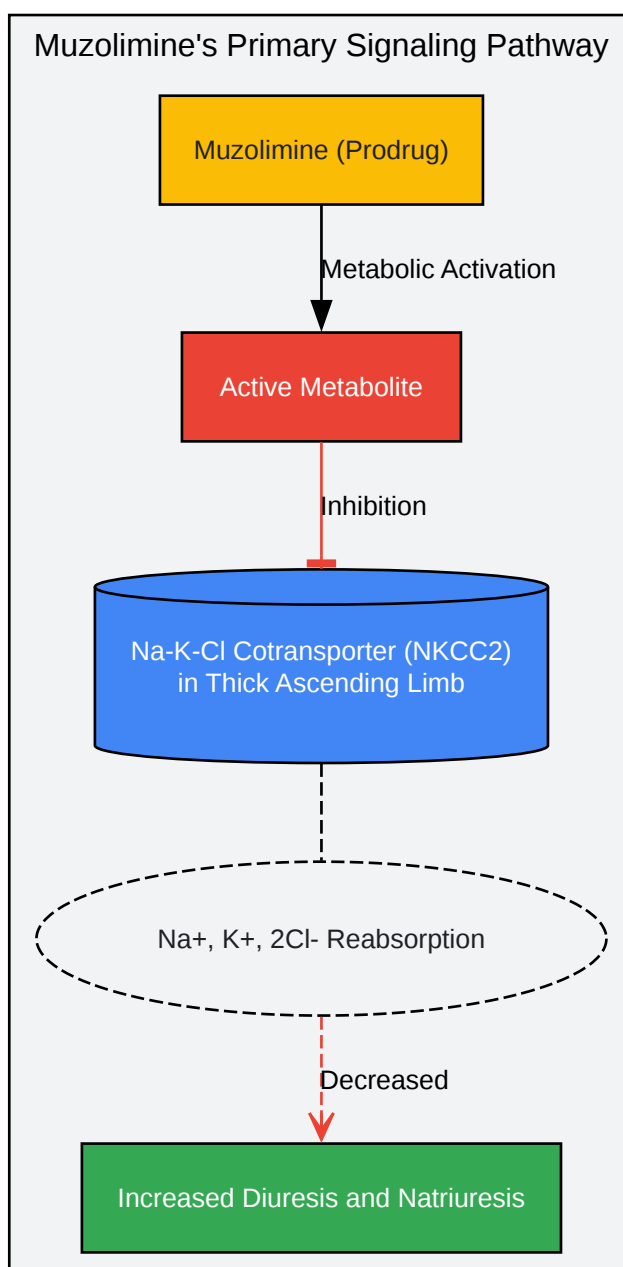 Muzolimine's Primary Signaling Pathway
Muzolimine (Prodrug)
Metabolic Activation
Active Metabolite
Inhibition
Na-K-Cl Cotransporter (NKCC2)
in Thick Ascending Limb
Na+, K+, 2Cl- Reabsorption
Decreased
Increased Diuresis and Natriuresis